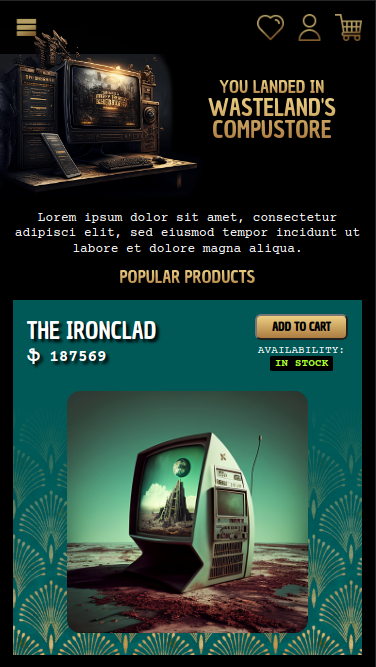 YOU LANDED IN
WASTELAND'S
COMPUSTORE
Lorem ipsum dolor sit amet, consectetur
adipisci elit, sed eiusmod tempor incidunt ut
labore et dolore magna aliqua.
POPULAR PRODUCTS
THE IRONCLAD
187569
ADD TO CART
AVAILABILITY:
IN STOCK